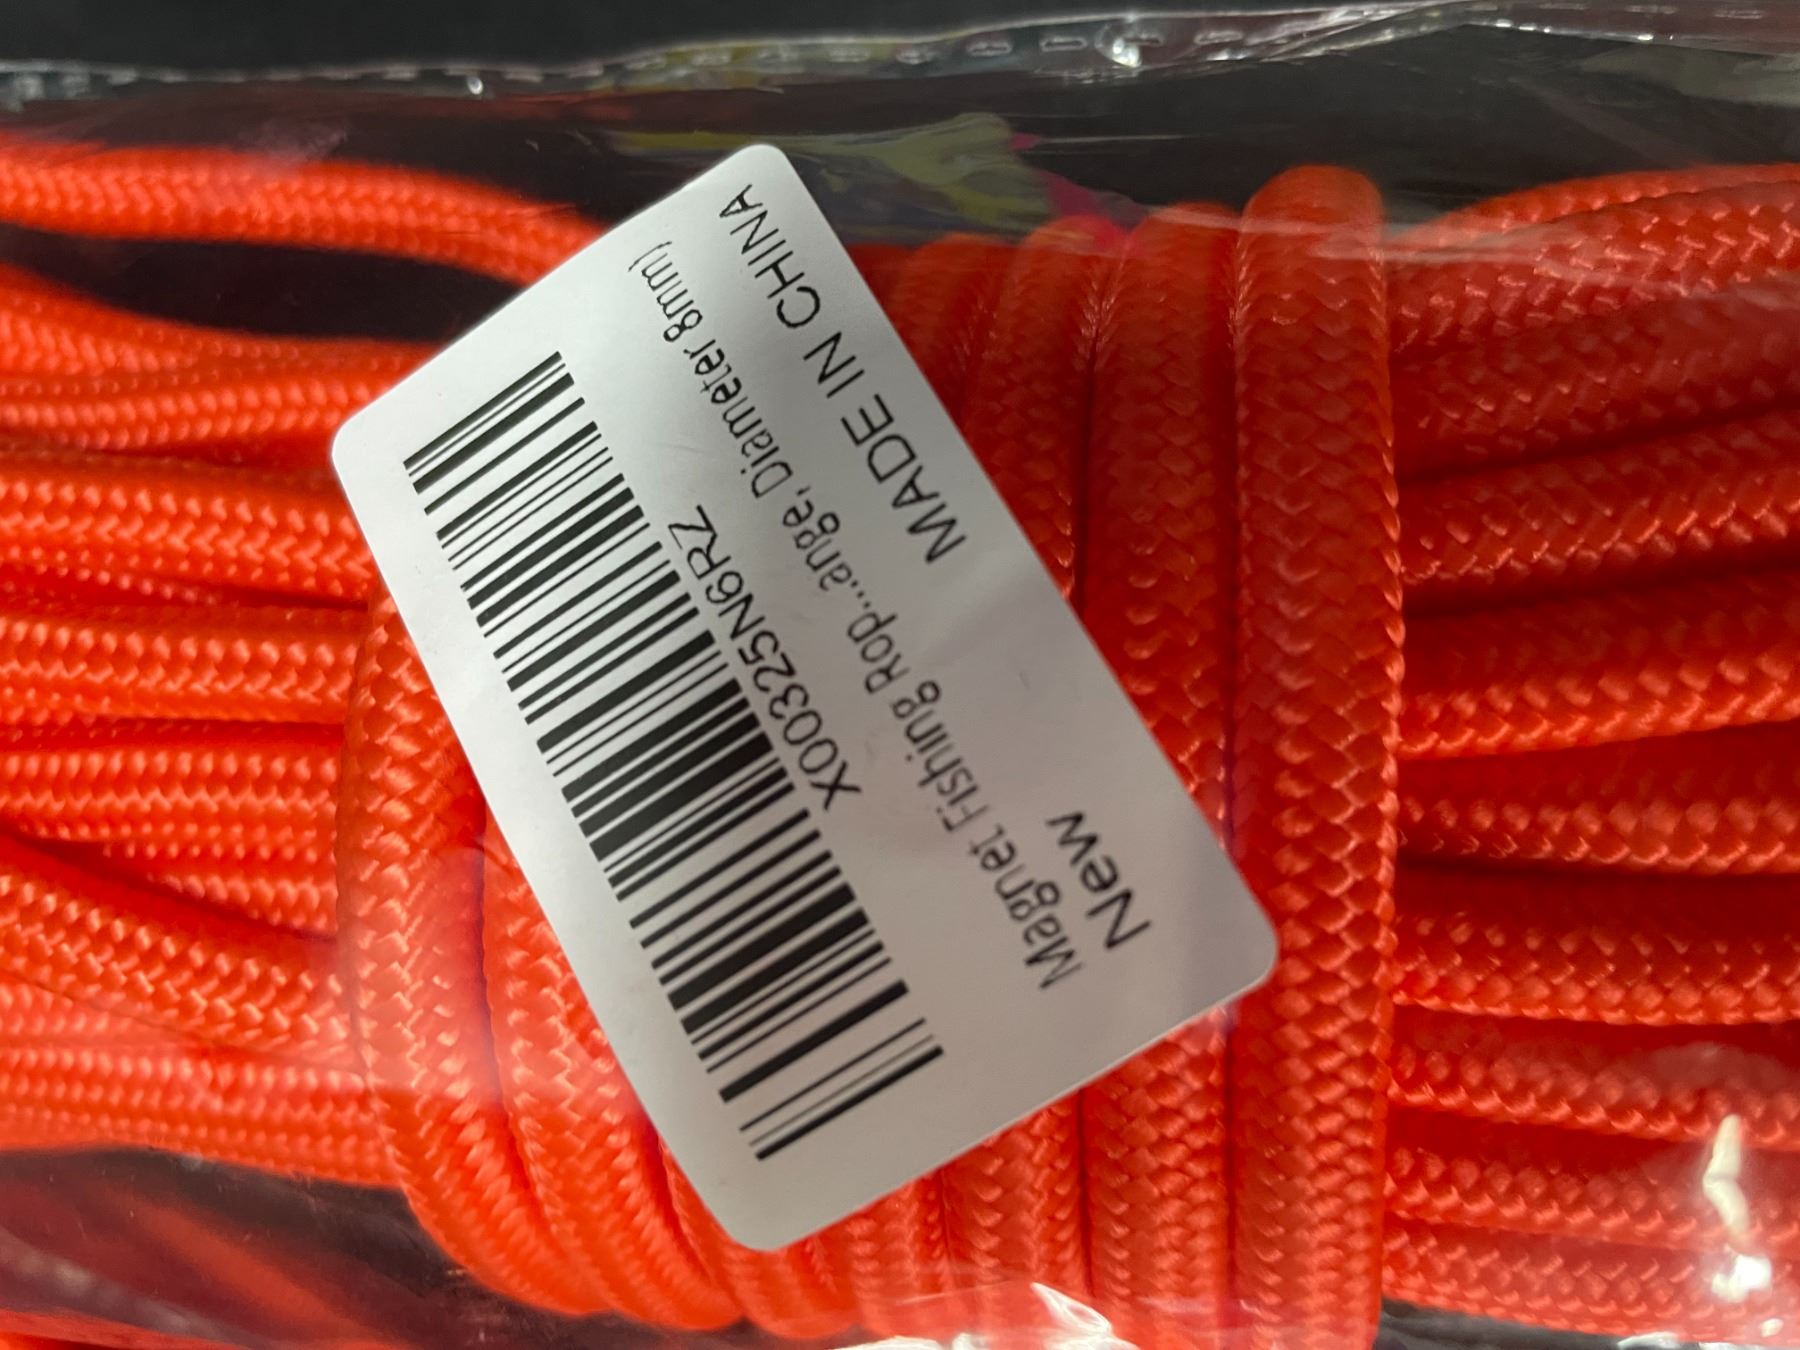 X00325N6RZ
Magnet Fishing Rop...ange, Diameter 8mm)
New
MADE IN CHINA